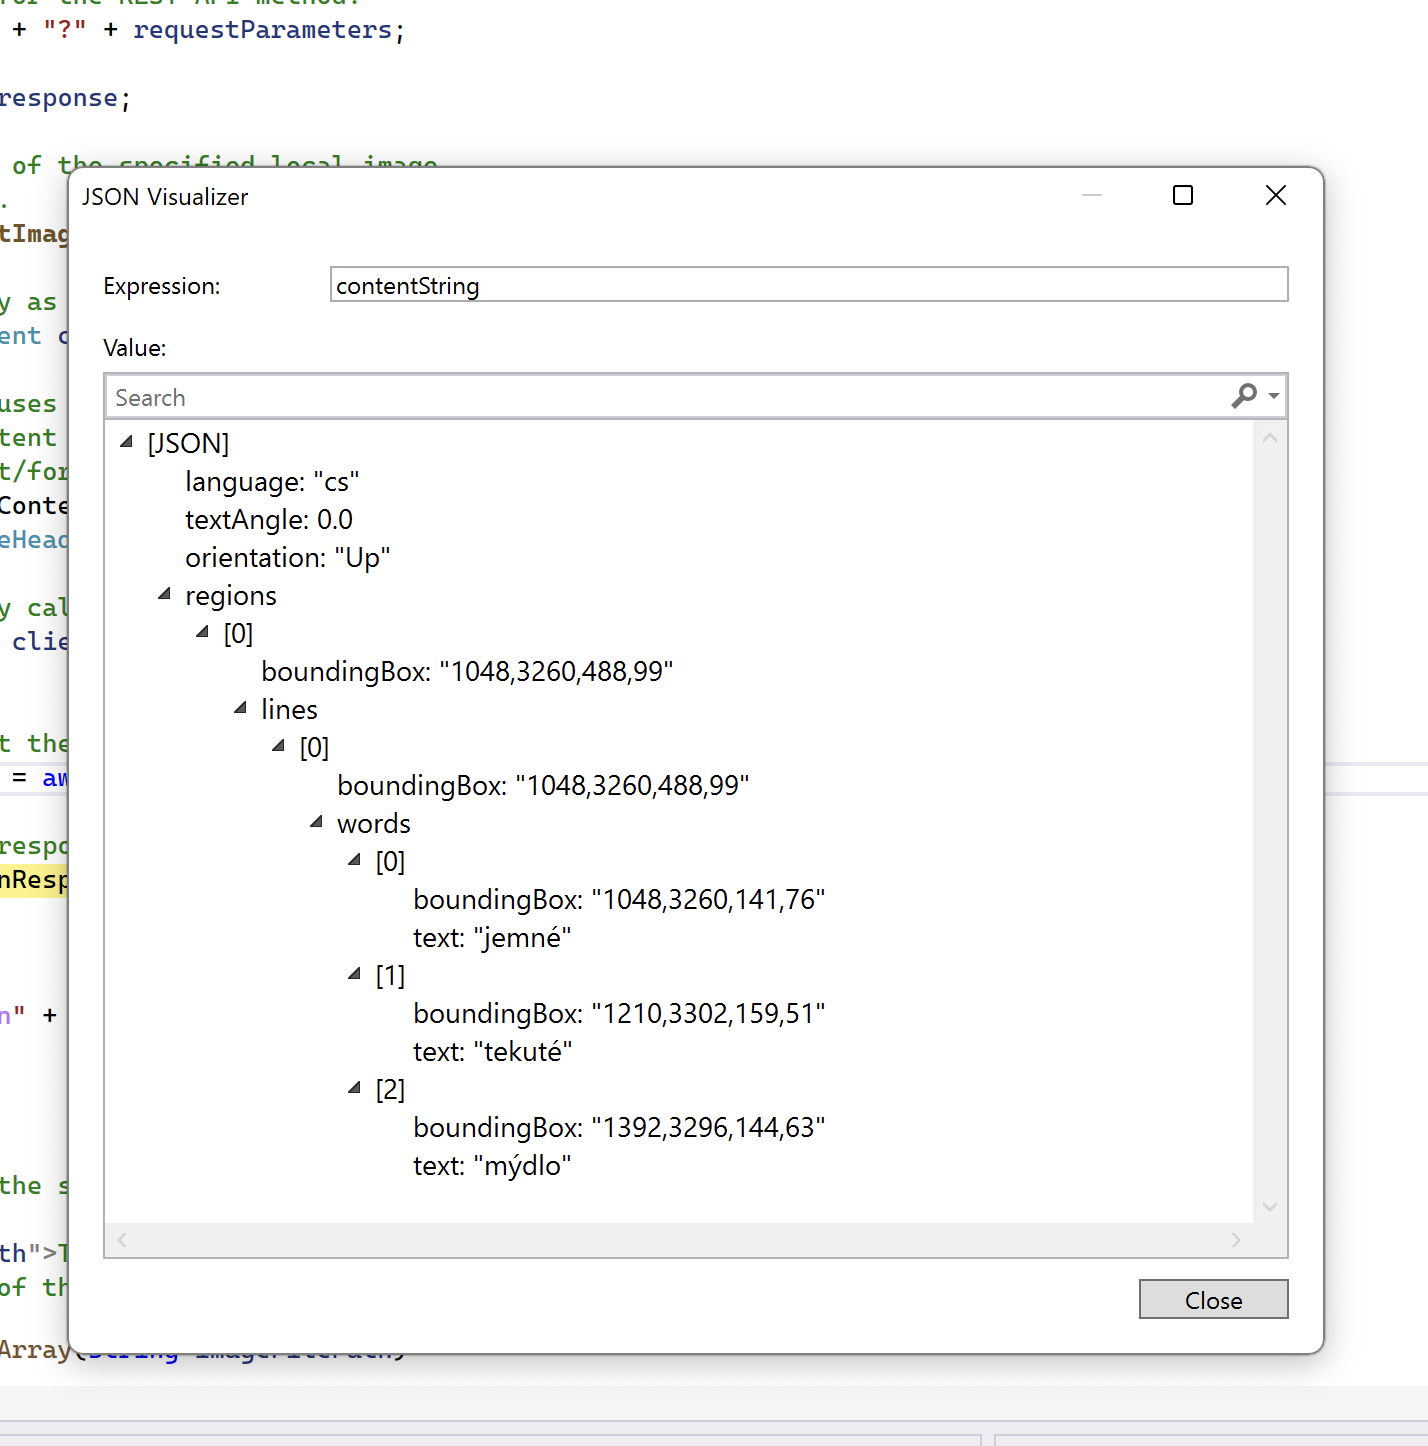 + "?" + requestParameters;
response;
of the specified local image
.
tImag
JSON Visualizer
Expression:
contentString
y as
ent c
Value:
Search
uses
tent
t/for
Conte
eHead
y cal
clie
t the
= aw
respo
nResp
n" +
the s
th">T
of th
[JSON]
language: "cs"
textAngle: 0.0
orientation: "Up"
regions
[0]
boundingBox: "1048,3260,488,99"
lines
[0]
boundingBox: "1048,3260,488,99"
words
[0]
boundingBox: "1048,3260,141,76"
text: "jemné"
[1]
boundingBox: "1210,3302,159,51"
text: "tekuté"
[2]
boundingBox: "1392,3296,144,63"
text: "mýdlo"
Close
Array(